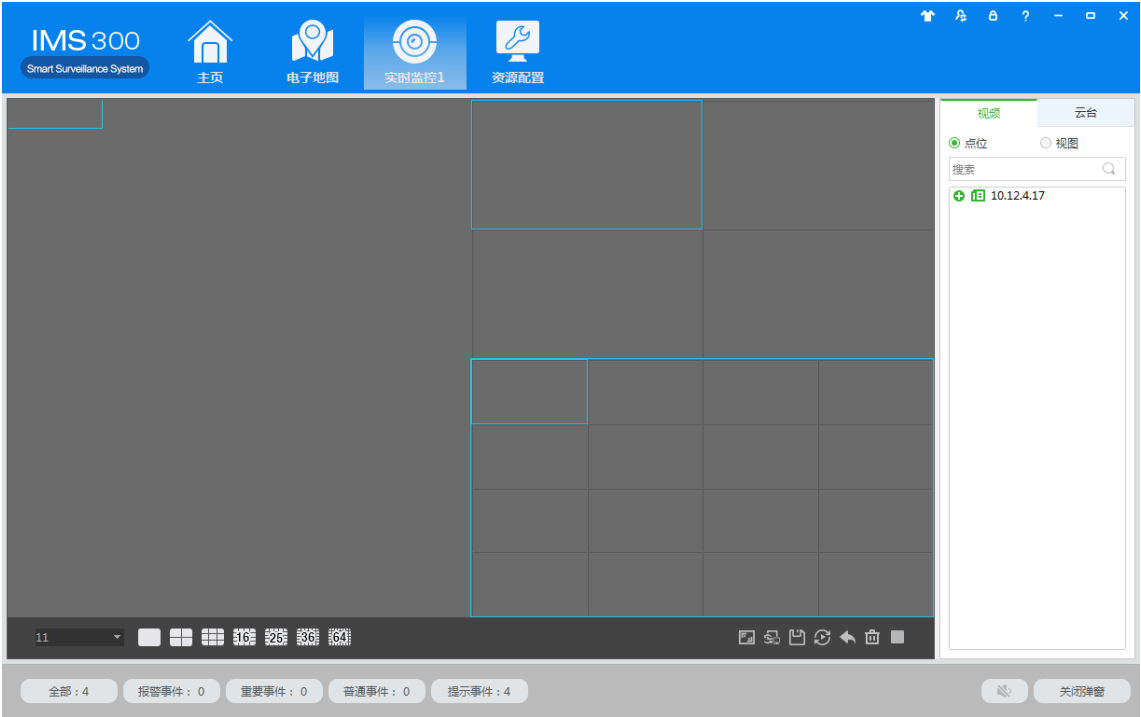 IMS 300
Smart Surveillance System
主页
电子地图
实时监控1
资源配置
?
视频
云台
点位
视图
搜索
10.12.4.17
11
16
25
36
64
全部：4
报警事件：0
重要事件：0
普通事件：0
提示事件：4
关闭弹窗